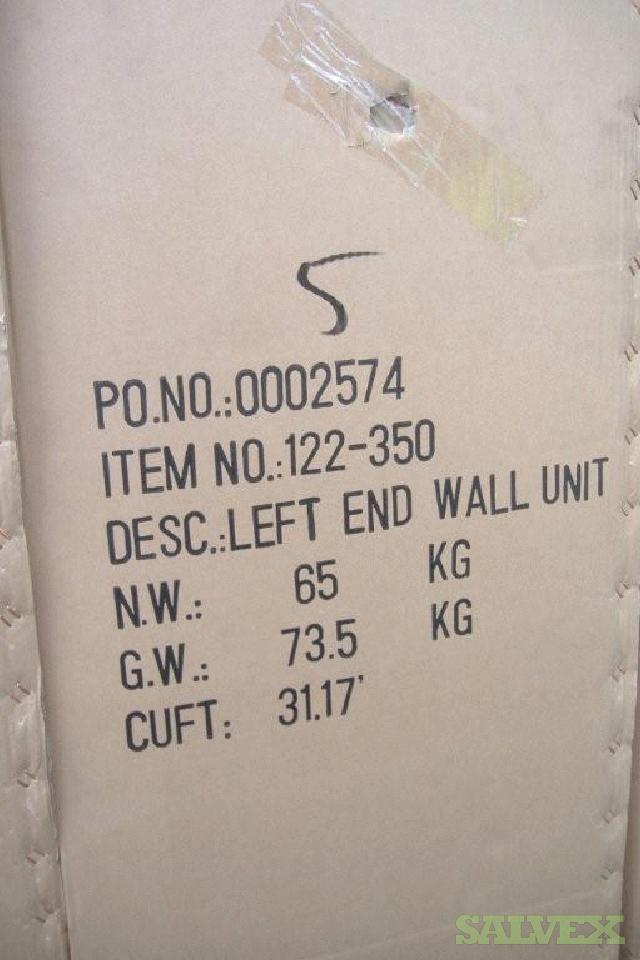 5
PO.NO.:0002574
ITEM NO.:122-350
DESC.:LEFT END WALL UNIT
N.W.: 65 KG
G.W.: 73.5 KG
CUFT: 31.17'
SALVEX